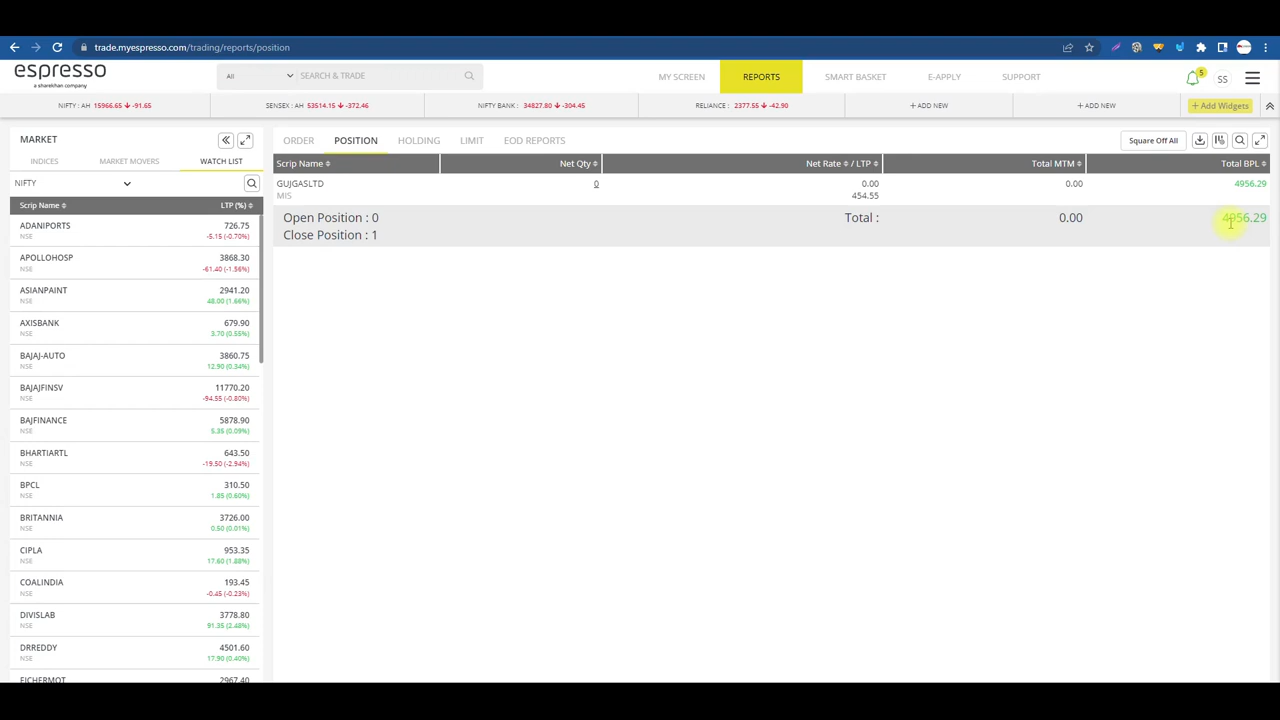 trade.myespresso.com/trading/reports/position
espresso
a sharekhan company
All
SEARCH & TRADE
MY SCREEN
REPORTS
SMART BASKET
E-APPLY
SUPPORT
5
SS
NIFTY : AH 15966.65 -91.65
SENSEX : AH 53514.15 -372.46
NIFTY BANK : 34827.80 -304.45
RELIANCE : 2377.55 -42.90
+ ADD NEW
+ ADD NEW
+ Add Widgets
MARKET
INDICES
MARKET MOVERS
WATCH LIST
NIFTY
Scrip Name LTP (%)
ADANIPORTS 726.75
NSE -5.15 (-0.70%)
APOLLOHOSP 3868.30
NSE -61.40 (-1.56%)
ASIANPAINT 2941.20
NSE 48.00 (1.66%)
AXISBANK 679.90
NSE 3.70 (0.55%)
BAJAJ-AUTO 3860.75
NSE 12.90 (0.34%)
BAJAJFINSV 11770.20
NSE -94.55 (-0.80%)
BAJFINANCE 5878.90
NSE 5.35 (0.09%)
BHARTIARTL 643.50
NSE -19.50 (-2.94%)
BPCL 310.50
NSE 1.85 (0.60%)
BRITANNIA 3726.00
NSE 0.50 (0.01%)
CIPLA 953.35
NSE 17.60 (1.88%)
COALINDIA 193.45
NSE -0.45 (-0.23%)
DIVISLAB 3778.80
NSE 91.35 (2.48%)
DRREDDY 4501.60
NSE 17.90 (0.40%)
EICHERMOT 2967.40
ORDER
POSITION
HOLDING
LIMIT
EOD REPORTS
Square Off All
Scrip Name Net Qty Net Rate / LTP Total MTM Total BPL
GUJGASLTD 0 0.00 0.00 4956.29
MIS 454.55
Open Position : 0 Total : 0.00 4956.29
Close Position : 1